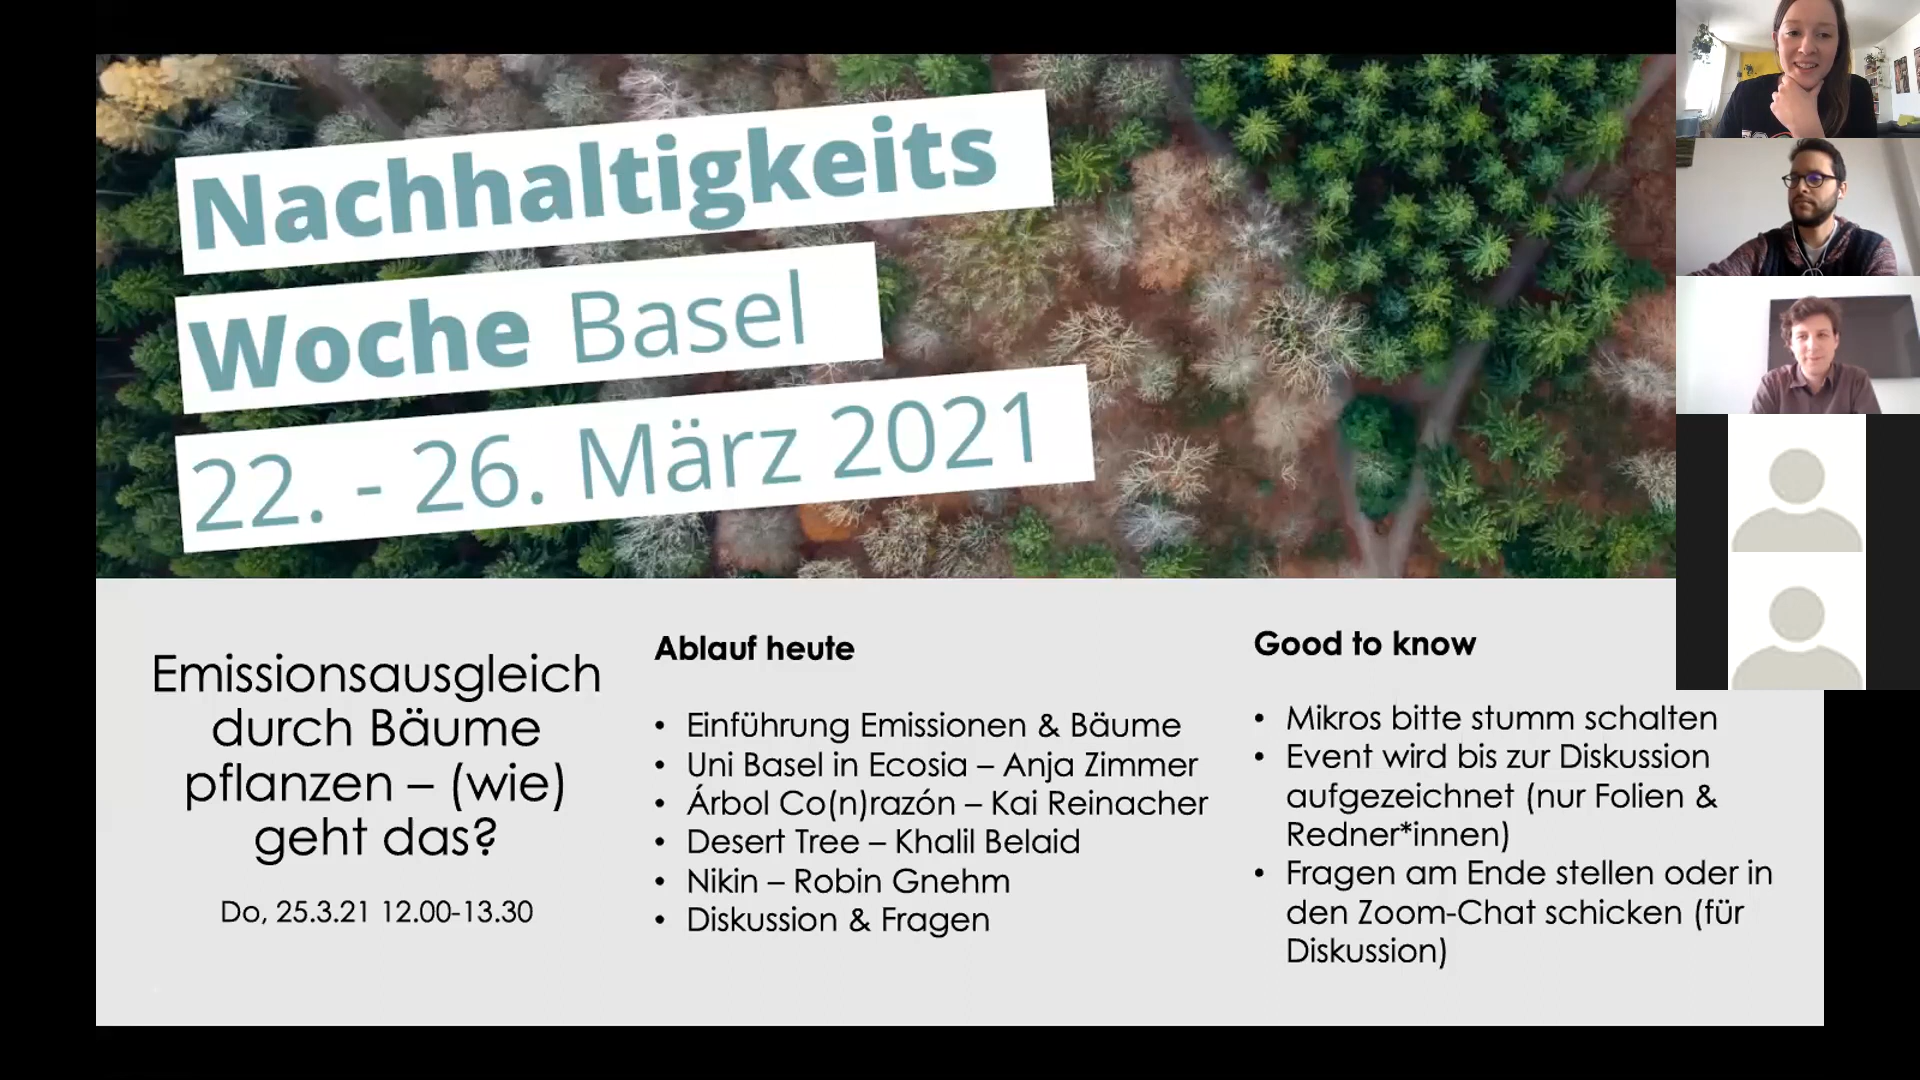 Nachhaltigkeits
Woche Basel
22. - 26. März 2021
Emissionsausgleich
durch Bäume
pflanzen – (wie)
geht das?
Do, 25.3.21 12.00-13.30
Ablauf heute
• Einführung Emissionen & Bäume
• Uni Basel in Ecosia – Anja Zimmer
• Árbol Co(n)razón – Kai Reinacher
• Desert Tree – Khalil Belaid
• Nikin – Robin Gnehm
• Diskussion & Fragen
Good to know
• Mikros bitte stumm schalten
• Event wird bis zur Diskussion
aufgezeichnet (nur Folien &
Redner*innen)
• Fragen am Ende stellen oder in
den Zoom-Chat schicken (für
Diskussion)